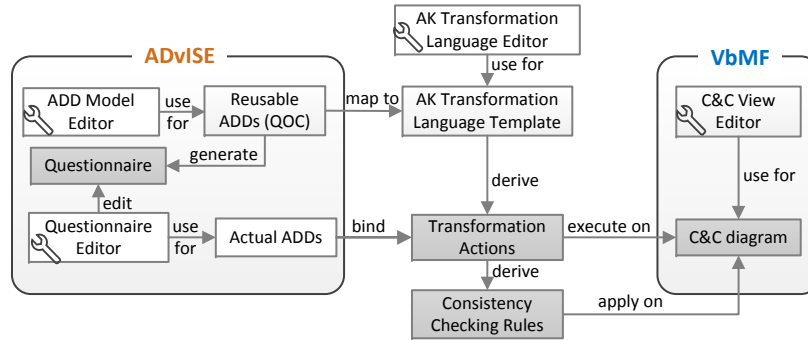 AK Transformation
Language Editor
ADvISE
VbMF
use for
ADD Model
Editor
use
for
Reusable
ADDs (QOC)
map to
AK Transformation
Language Template
C&C View
Editor
Questionnaire
generate
edit
derive
use for
Questionnaire
Editor
use
for
Actual ADDs
bind
Transformation
Actions
execute on
C&C diagram
derive
Consistency
Checking Rules
apply on